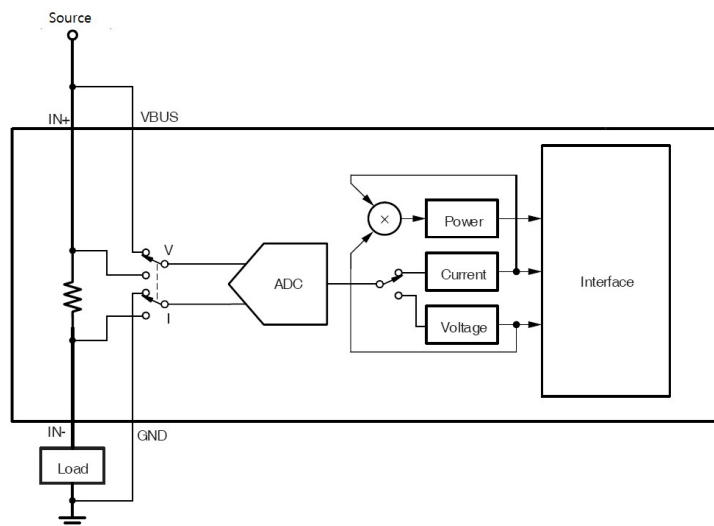 Source
IN+
VBUS
V
I
ADC
×
Power
Current
Voltage
Interface
IN-
GND
Load